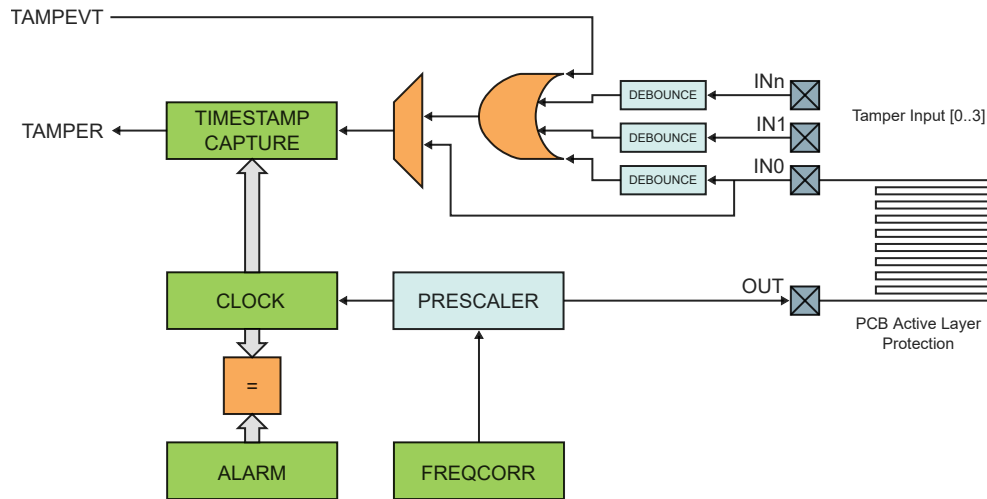 TAMPEVT
INn
DEBOUNCE
TIMESTAMP
CAPTURE
TAMPER
IN1
DEBOUNCE
Tamper Input [0..3]
IN0
DEBOUNCE
CLOCK
PRESCALER
OUT
PCB Active Layer
Protection
=
ALARM
FREQCORR